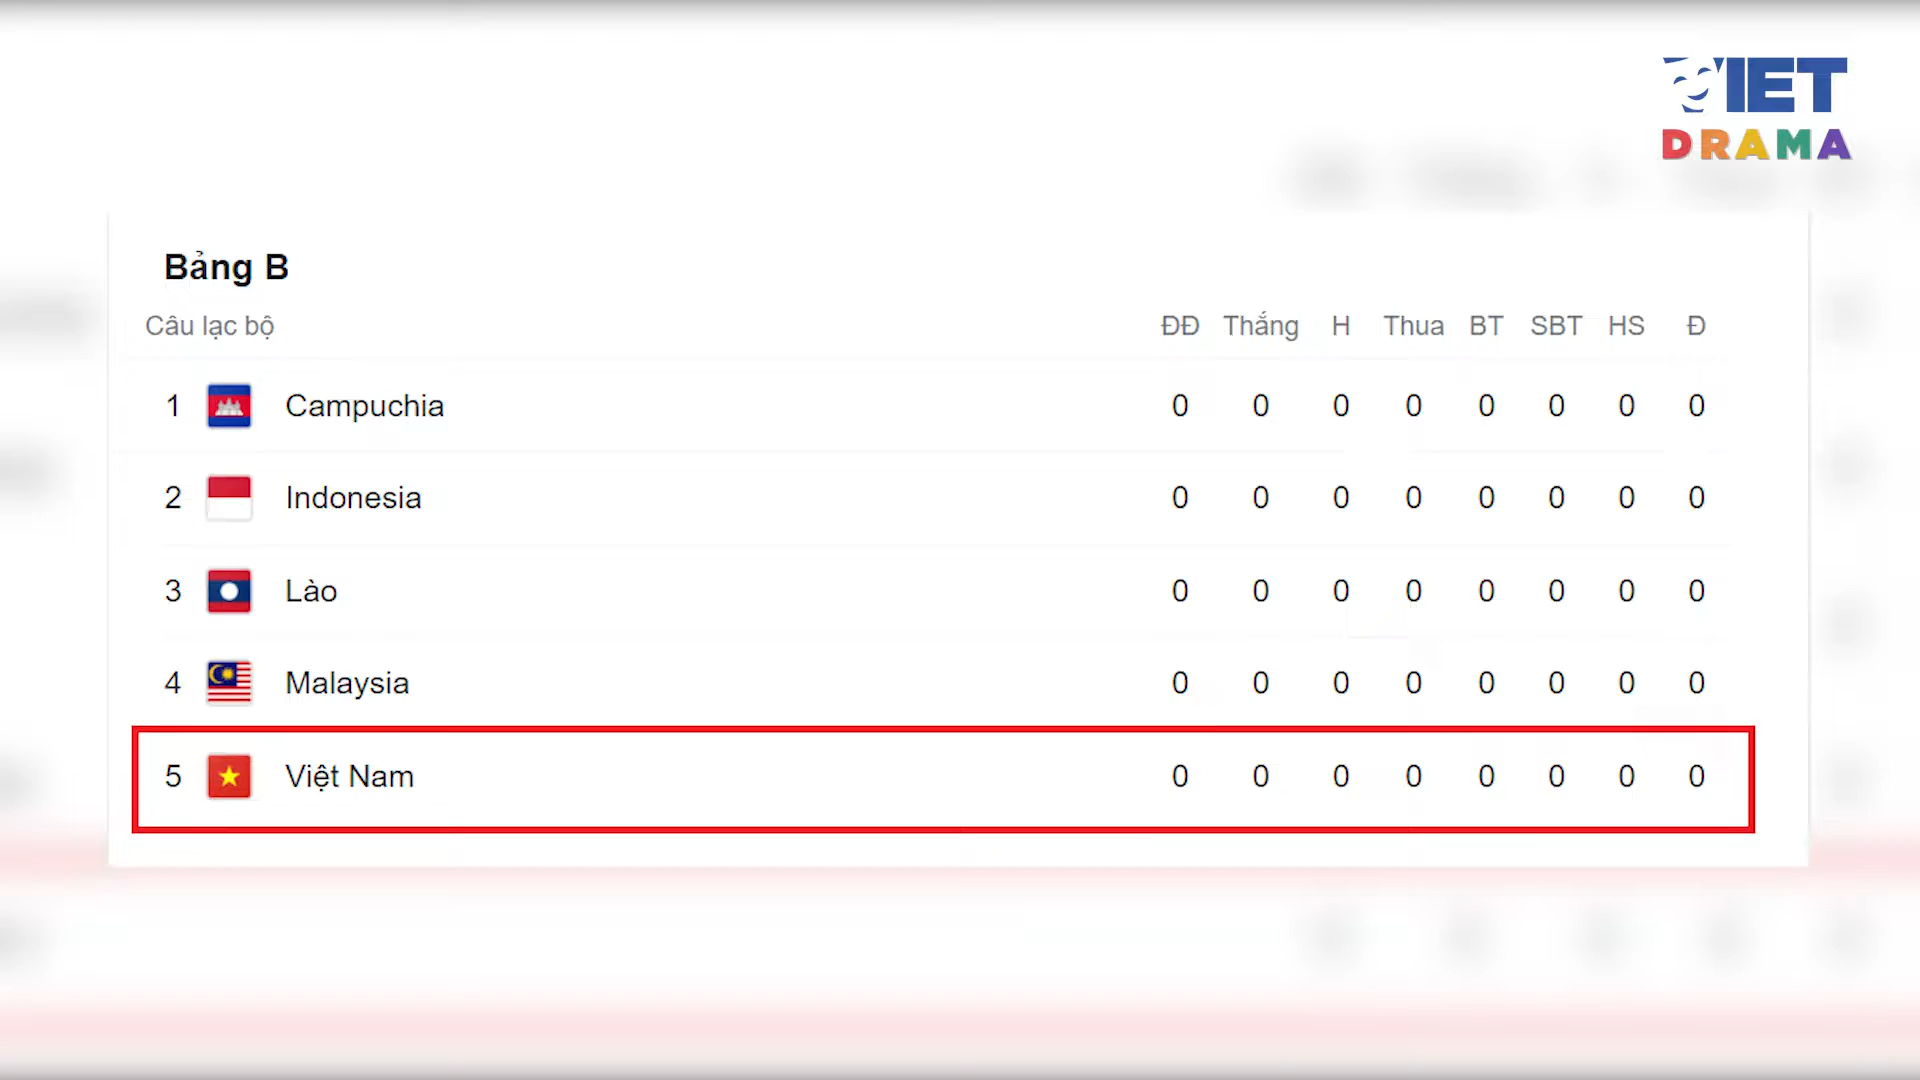 VIET
DRAMA
Bảng B
Câu lạc bộ ĐĐ Thắng H Thua BT SBT HS Đ
1 Campuchia 0 0 0 0 0 0 0 0
2 Indonesia 0 0 0 0 0 0 0 0
3 Lào 0 0 0 0 0 0 0 0
4 Malaysia 0 0 0 0 0 0 0 0
5 Việt Nam 0 0 0 0 0 0 0 0